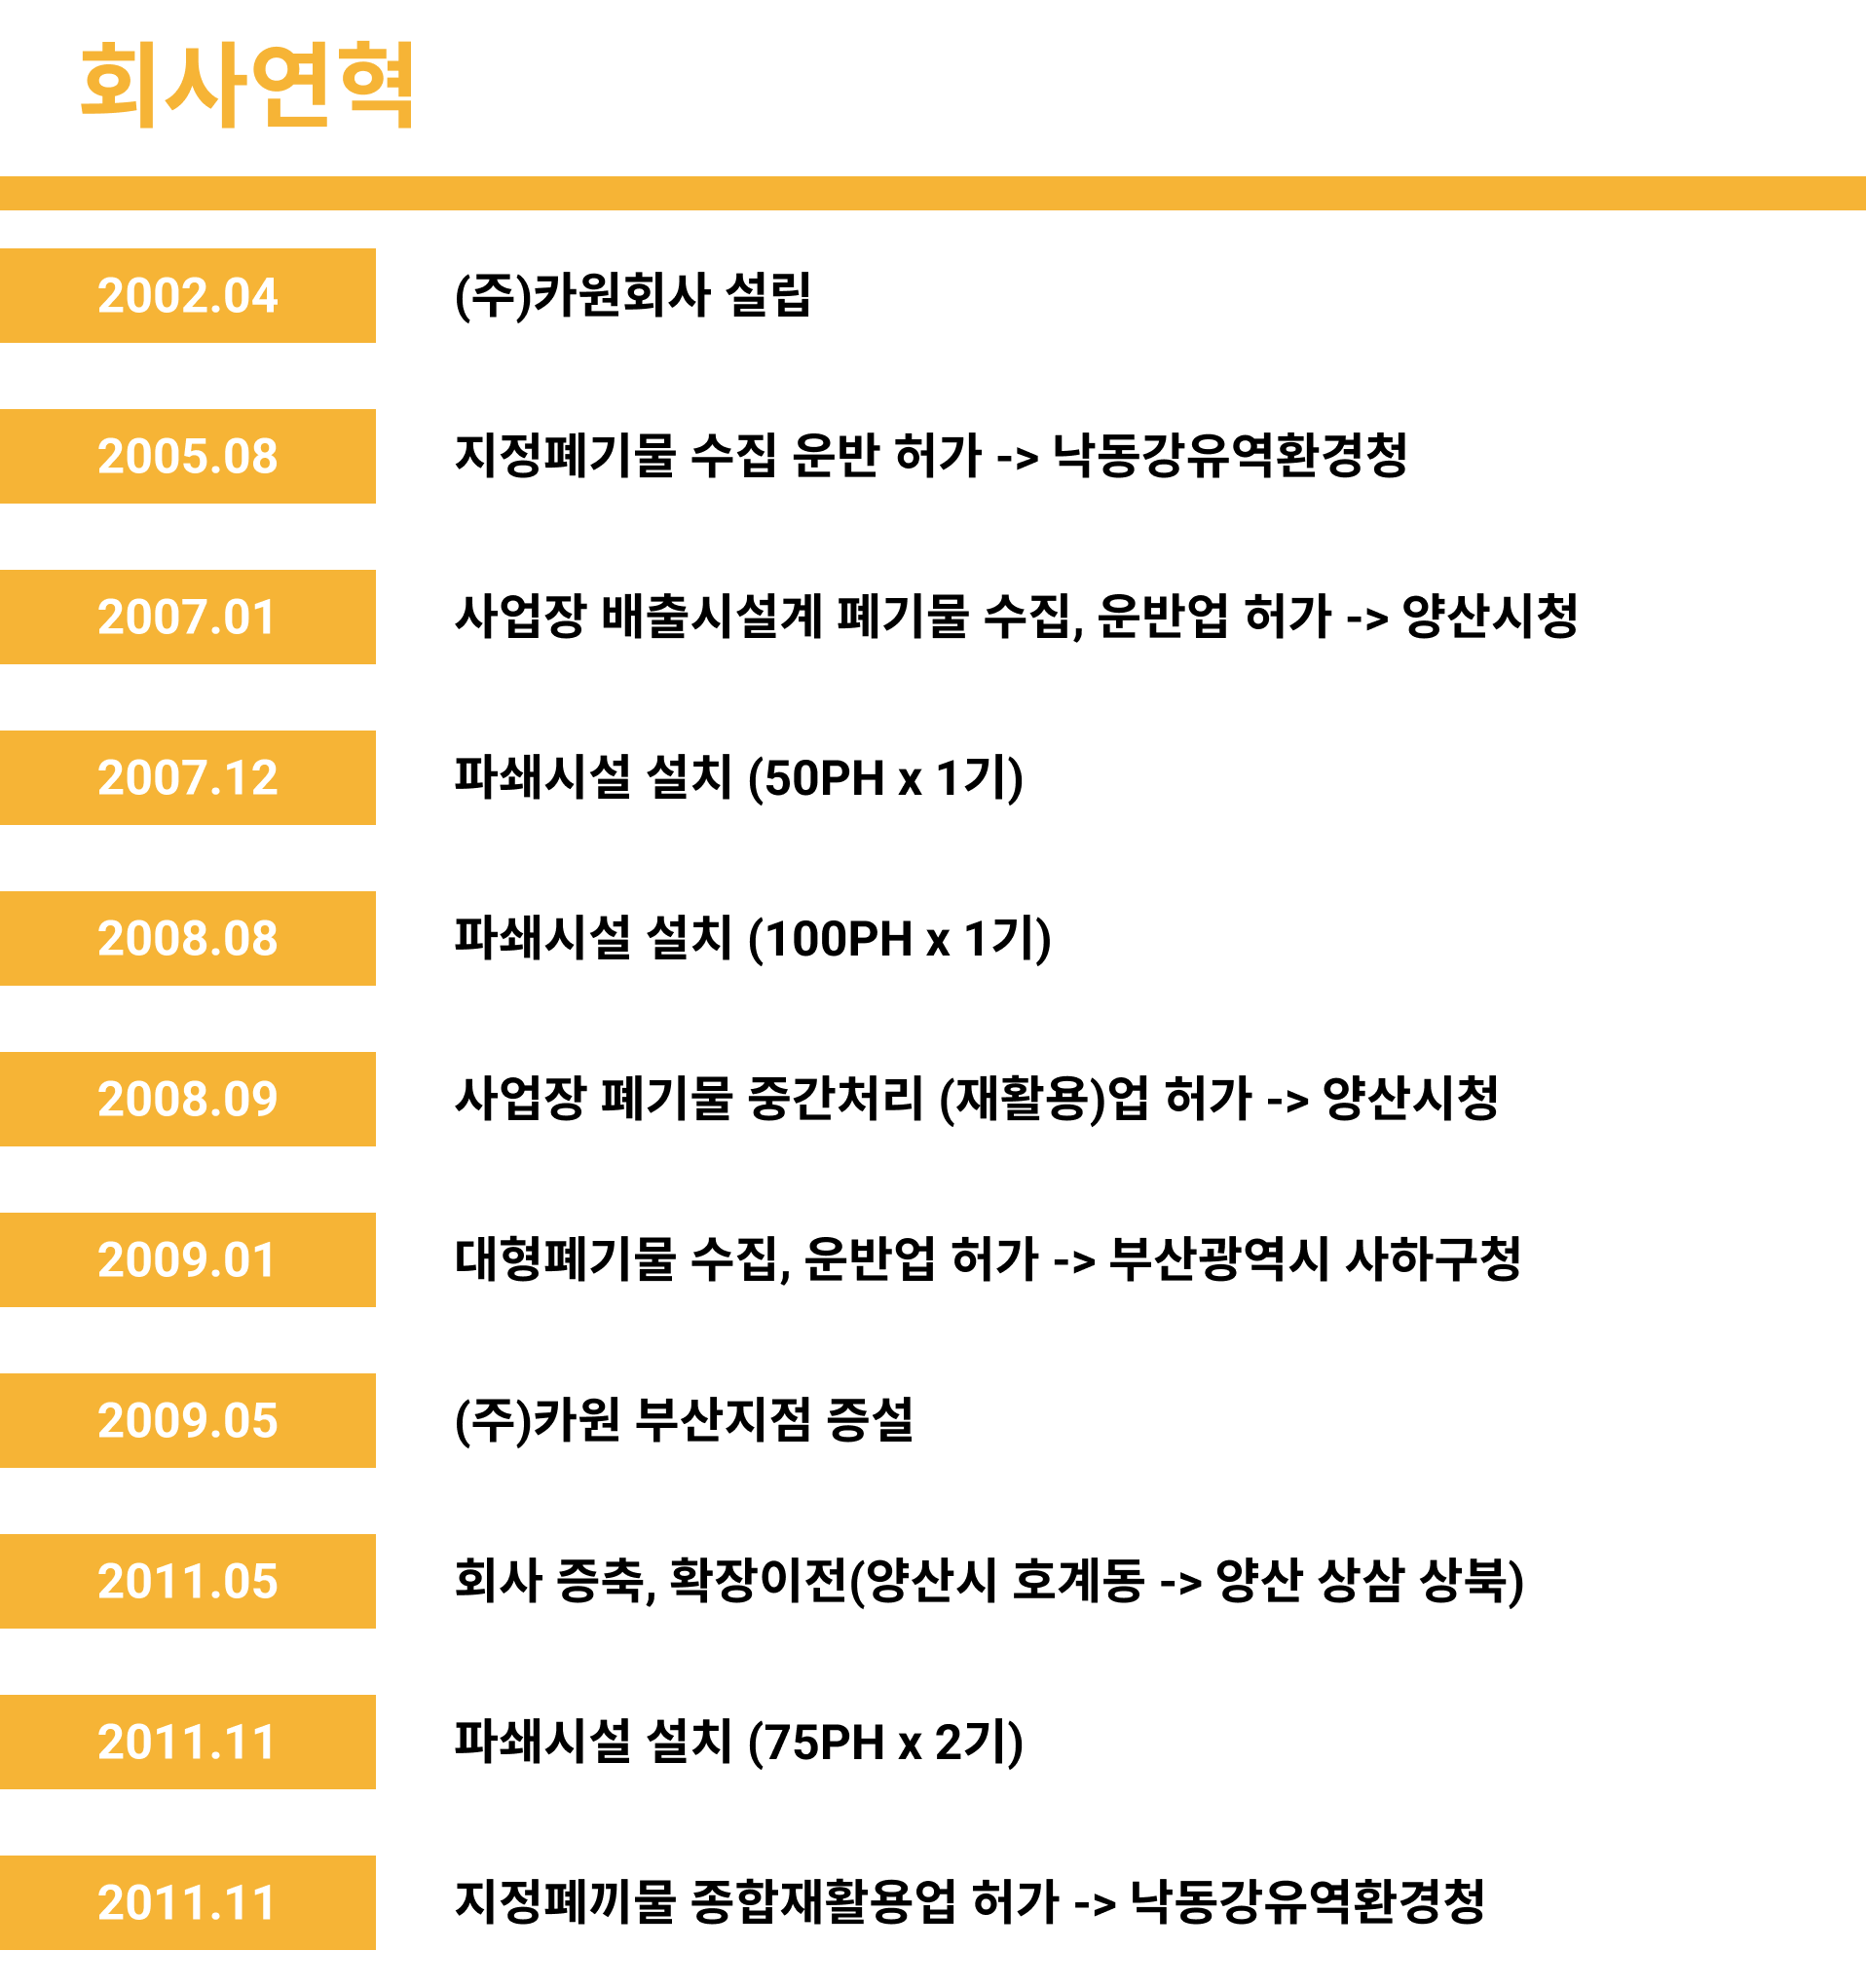 회사연혁
2002.04 (주)카원회사 설립
2005.08 지정폐기물 수집 운반 허가 -> 낙동강유역환경청
2007.01 사업장 배출시설게 폐기물 수집, 운반업 허가 -> 양산시청
2007.12 파쇄시설 설치 (50PH x 1기)
2008.08 파쇄시설 설치 (100PH x 1기)
2008.09 사업장 폐기물 중간처리 (재활용)업 허가 -> 양산시청
2009.01 대형폐기물 수집, 운반업 허가 -> 부산광역시 사하구청
2009.05 (주)카원 부산지점 증설
2011.05 회사 증축, 확장이전(양산시 호계동 -> 양산 상삼 상북)
2011.11 파쇄시설 설치 (75PH x 2기)
2011.11 지정폐끼물 종합재활용업 허가 -> 낙동강유역환경청